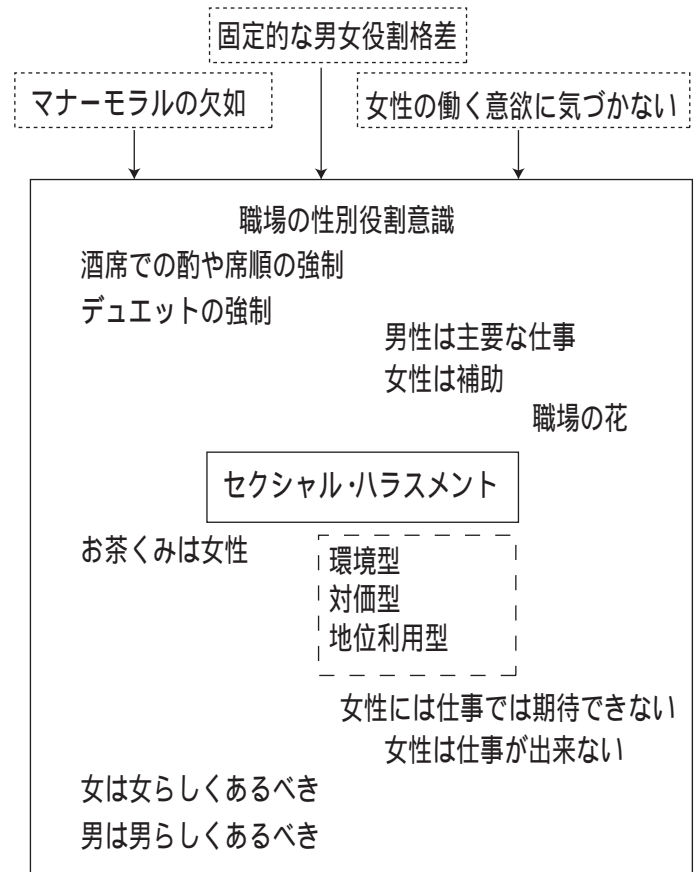 固定的な男女役割格差
マナーモラルの欠如
女性の働く意欲に気づかない
職場の性別役割意識
酒席での酌や席順の強制
デュエットの強制
男性は主要な仕事
女性は補助
職場の花
セクシャル・ハラスメント
お茶くみは女性
環境型
対価型
地位利用型
女性には仕事では期待できない
女性は仕事が出来ない
女は女らしくあるべき
男は男らしくあるべき